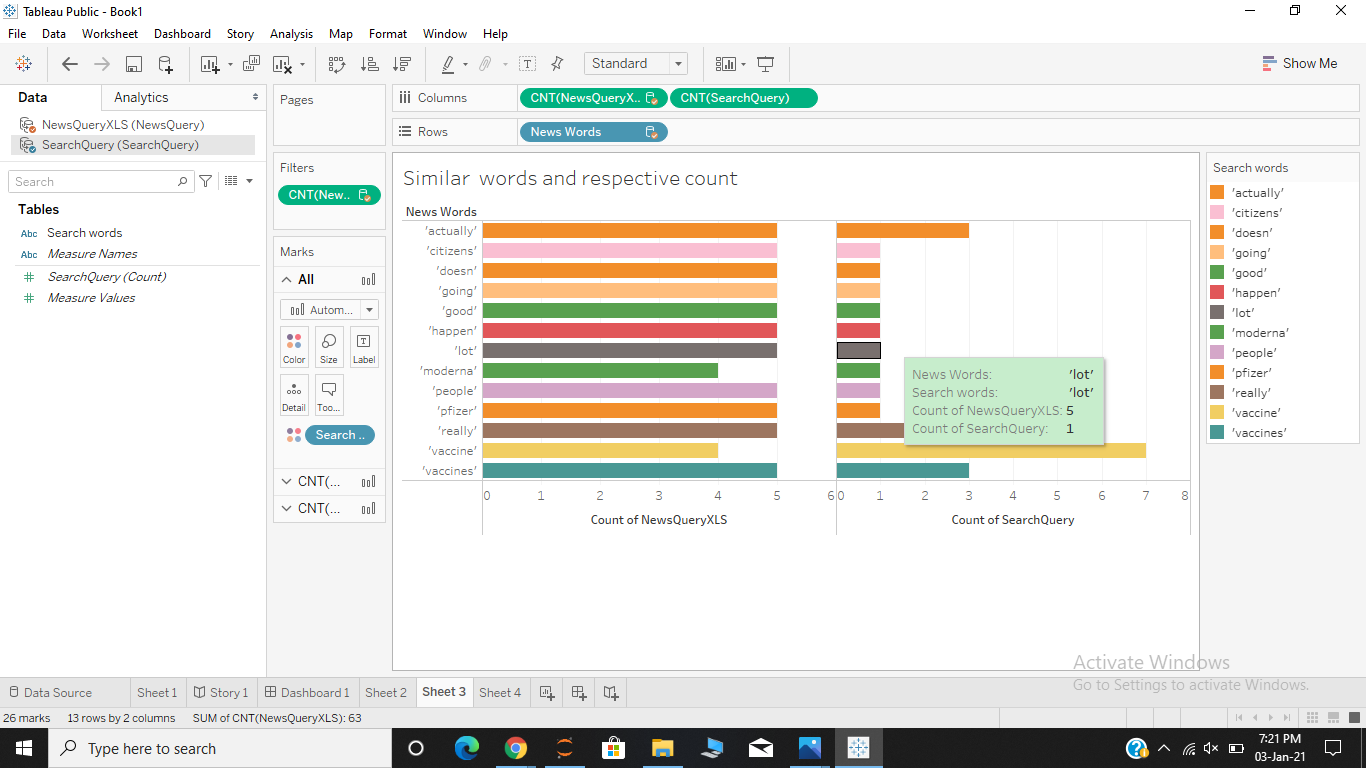 Tableau Public - Book1
File Data Worksheet Dashboard Story Analysis Map Format Window Help
Standard
Show Me
Data Analytics
NewsQueryXLS (NewsQuery)
SearchQuery (SearchQuery)
Search
Tables
Abc Search words
Abc Measure Names
# SearchQuery (Count)
# Measure Values
Pages
Filters
CNT(New..
Marks
All
Autom...
Color Size Label
Detail Too...
Search ..
CNT(...
CNT(...
Columns CNT(NewsQueryX.. CNT(SearchQuery)
Rows News Words
Similar words and respective count
News Words
'actually'
'citizens'
'doesn'
'going'
'good'
'happen'
'lot'
'moderna'
'people'
'pfizer'
'really'
'vaccine'
'vaccines'
0 1 2 3 4 5 6 0 1 2 3 4 5 6 7 8
Count of NewsQueryXLS Count of SearchQuery
News Words: 'lot'
Search words: 'lot'
Count of NewsQueryXLS: 5
Count of SearchQuery: 1
Search words
'actually'
'citizens'
'doesn'
'going'
'good'
'happen'
'lot'
'moderna'
'people'
'pfizer'
'really'
'vaccine'
'vaccines'
Activate Windows
Go to Settings to activate Windows.
Data Source Sheet 1 Story 1 Dashboard 1 Sheet 2 Sheet 3 Sheet 4
26 marks 13 rows by 2 columns SUM of CNT(NewsQueryXLS): 63
Type here to search
7:21 PM
03-Jan-21